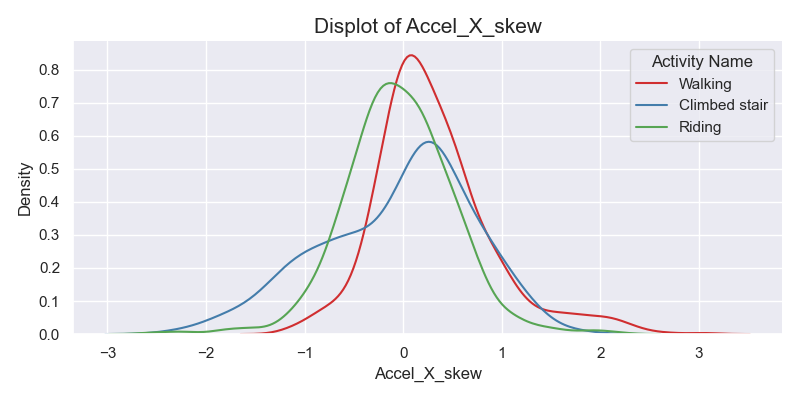 Displot of Accel_X_skew
Activity Name
Walking
Climbed stair
Riding
Density
0.8
0.7
0.6
0.5
0.4
0.3
0.2
0.1
0.0
−3
−2
−1
0
1
2
3
Accel_X_skew